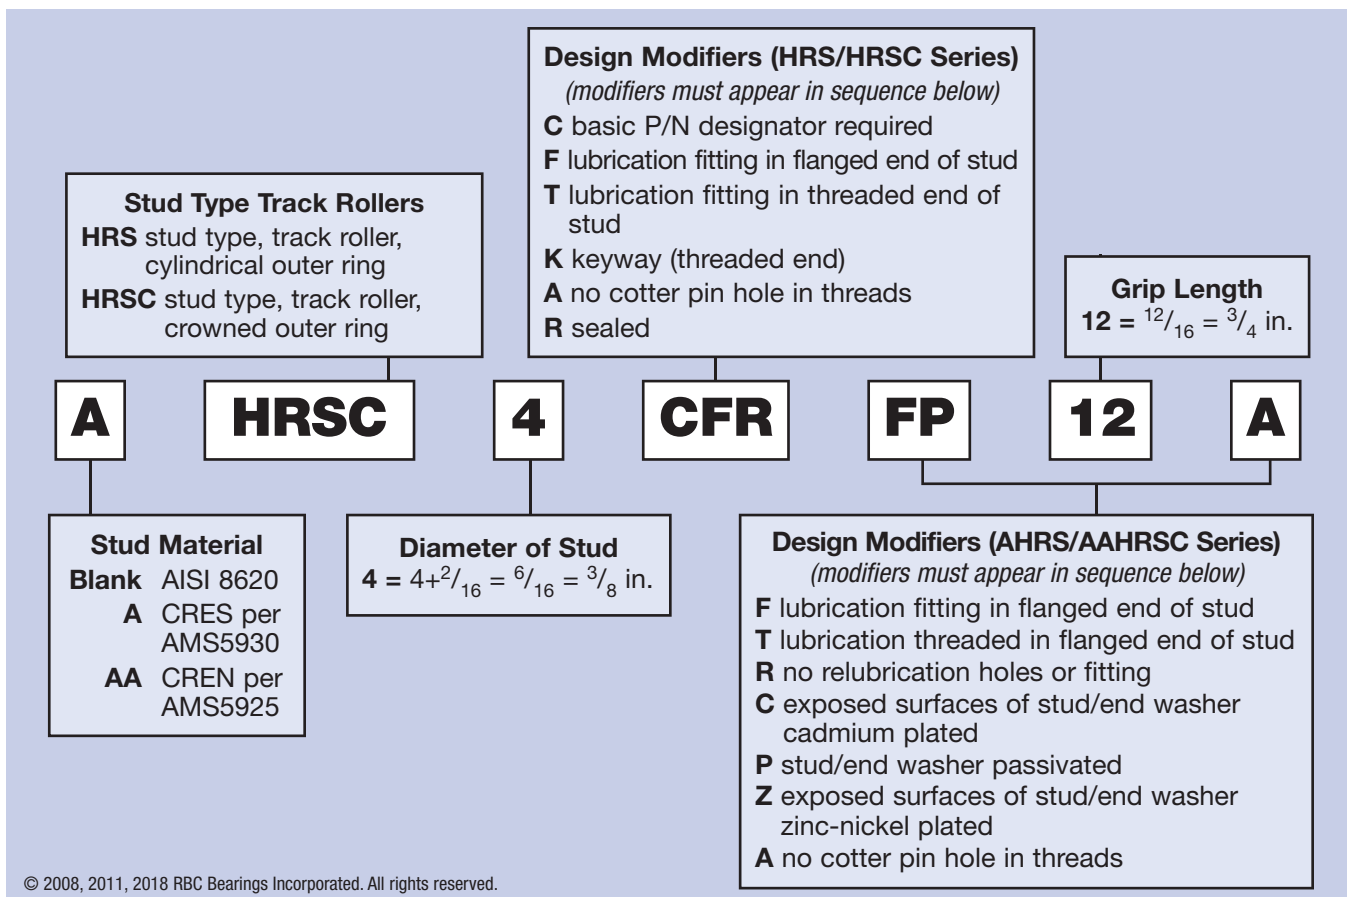 Design Modifiers (HRS/HRSC Series)
(modifiers must appear in sequence below)
C basic P/N designator required
F lubrication fitting in flanged end of stud
T lubrication fitting in threaded end of
stud
K keyway (threaded end)
A no cotter pin hole in threads
R sealed
Stud Type Track Rollers
HRS stud type, track roller,
cylindrical outer ring
HRSC stud type, track roller,
crowned outer ring
Grip Length
12 = 12/16 = 3/4 in.
A HRSC 4 CFR FP 12 A
Stud Material
Blank AISI 8620
A CRES per
AMS5930
AA CREN per
AMS5925
Diameter of Stud
4 = 4+2/16 = 6/16 = 3/8 in.
Design Modifiers (AHRS/AAHRSC Series)
(modifiers must appear in sequence below)
F lubrication fitting in flanged end of stud
T lubrication threaded in flanged end of stud
R no relubrication holes or fitting
C exposed surfaces of stud/end washer
cadmium plated
P stud/end washer passivated
Z exposed surfaces of stud/end washer
zinc-nickel plated
A no cotter pin hole in threads
© 2008, 2011, 2018 RBC Bearings Incorporated. All rights reserved.